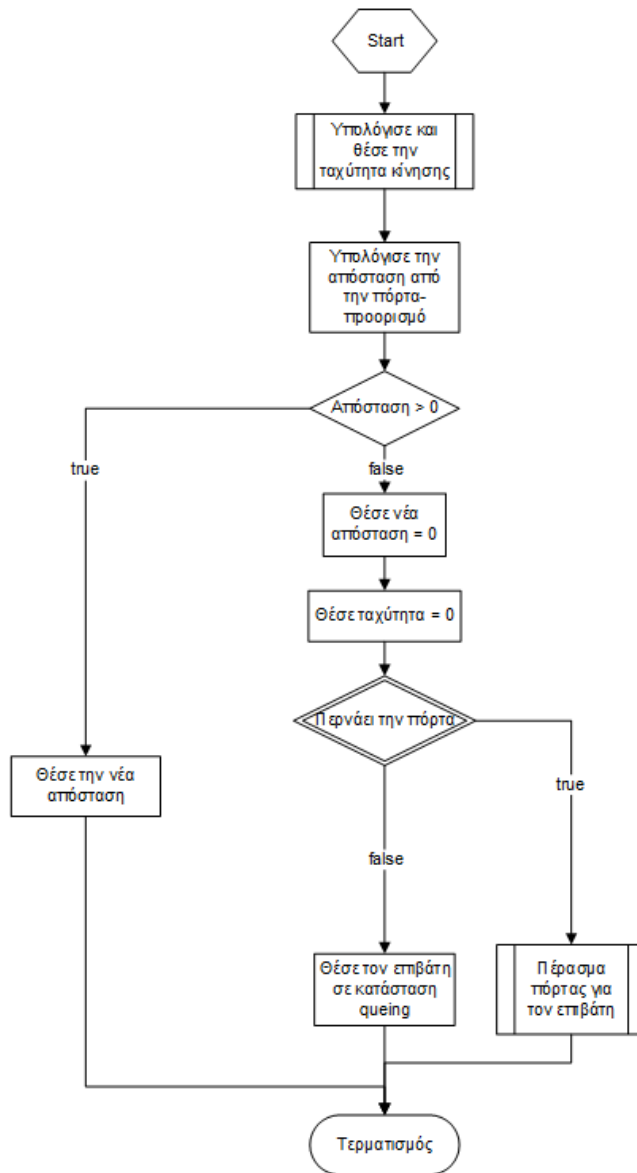 Start
Υπολόγισε και
θέσε την
ταχύτητα κίνησης
Υπολόγισε την
απόσταση από
την πόρτα-
προορισμό
Απόσταση > 0
true
false
Θέσε νέα
απόσταση = 0
Θέσε ταχύτητα = 0
Περνάει την πόρτα
Θέσε την νέα
απόσταση
true
false
Θέσε τον επιβάτη
σε κατάσταση
queing
Πέρασμα
πόρτας για
τον επιβάτη
Τερματισμός